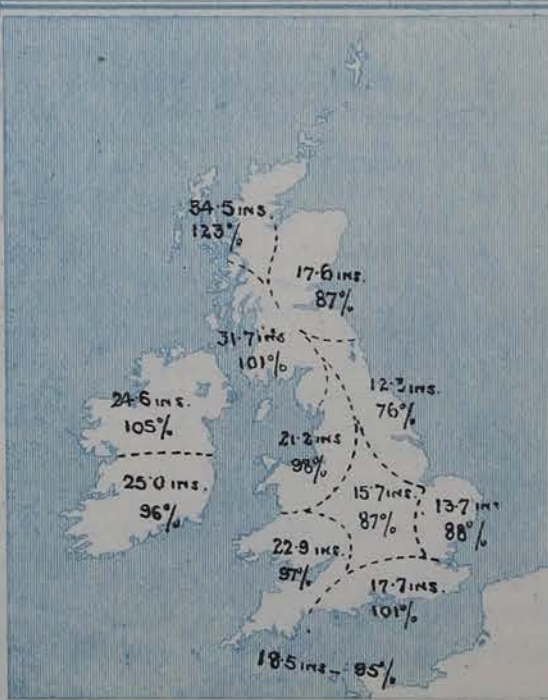 34·5 INS.
123%
17·6 INS.
87%
31·7 INS
101%
12·3 INS.
76%
24·6 INS.
105%
21·2 INS
98%
25·0 INS.
96%
15·7 INS.
87%
13·7 INS
88%
22·9 INS.
97%
17·7 INS.
101%
18·5 INS – 95%